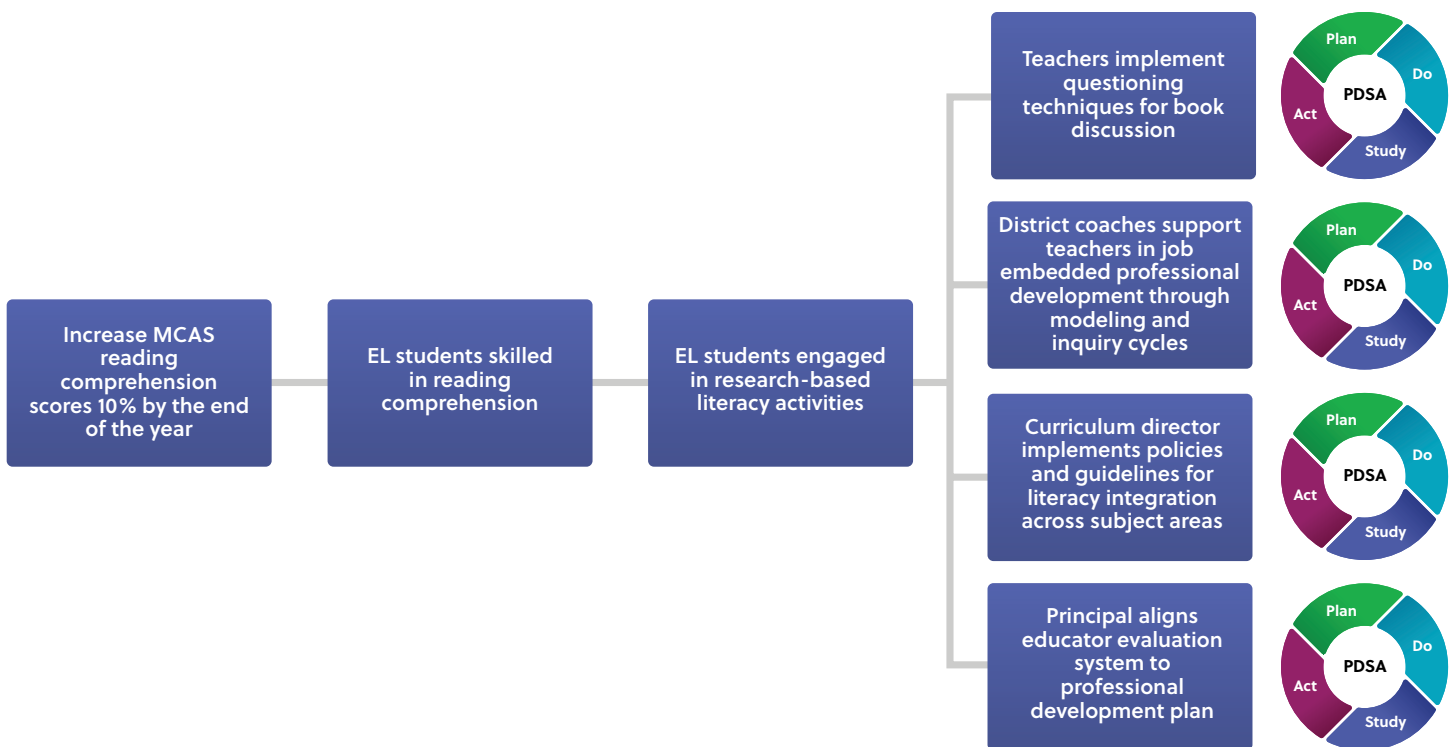 Increase MCAS
reading
comprehension
scores 10% by the end
of the year
EL students skilled
in reading
comprehension
EL students engaged
in research-based
literacy activities
Teachers implement
questioning
techniques for book
discussion
Plan
Do
PDSA
Act
Study
District coaches support
teachers in job
embedded professional
development through
modeling and
inquiry cycles
Plan
Do
PDSA
Act
Study
Curriculum director
implements policies
and guidelines for
literacy integration
across subject areas
Plan
Do
PDSA
Act
Study
Principal aligns
educator evaluation
system to
professional
development plan
Plan
Do
PDSA
Act
Study